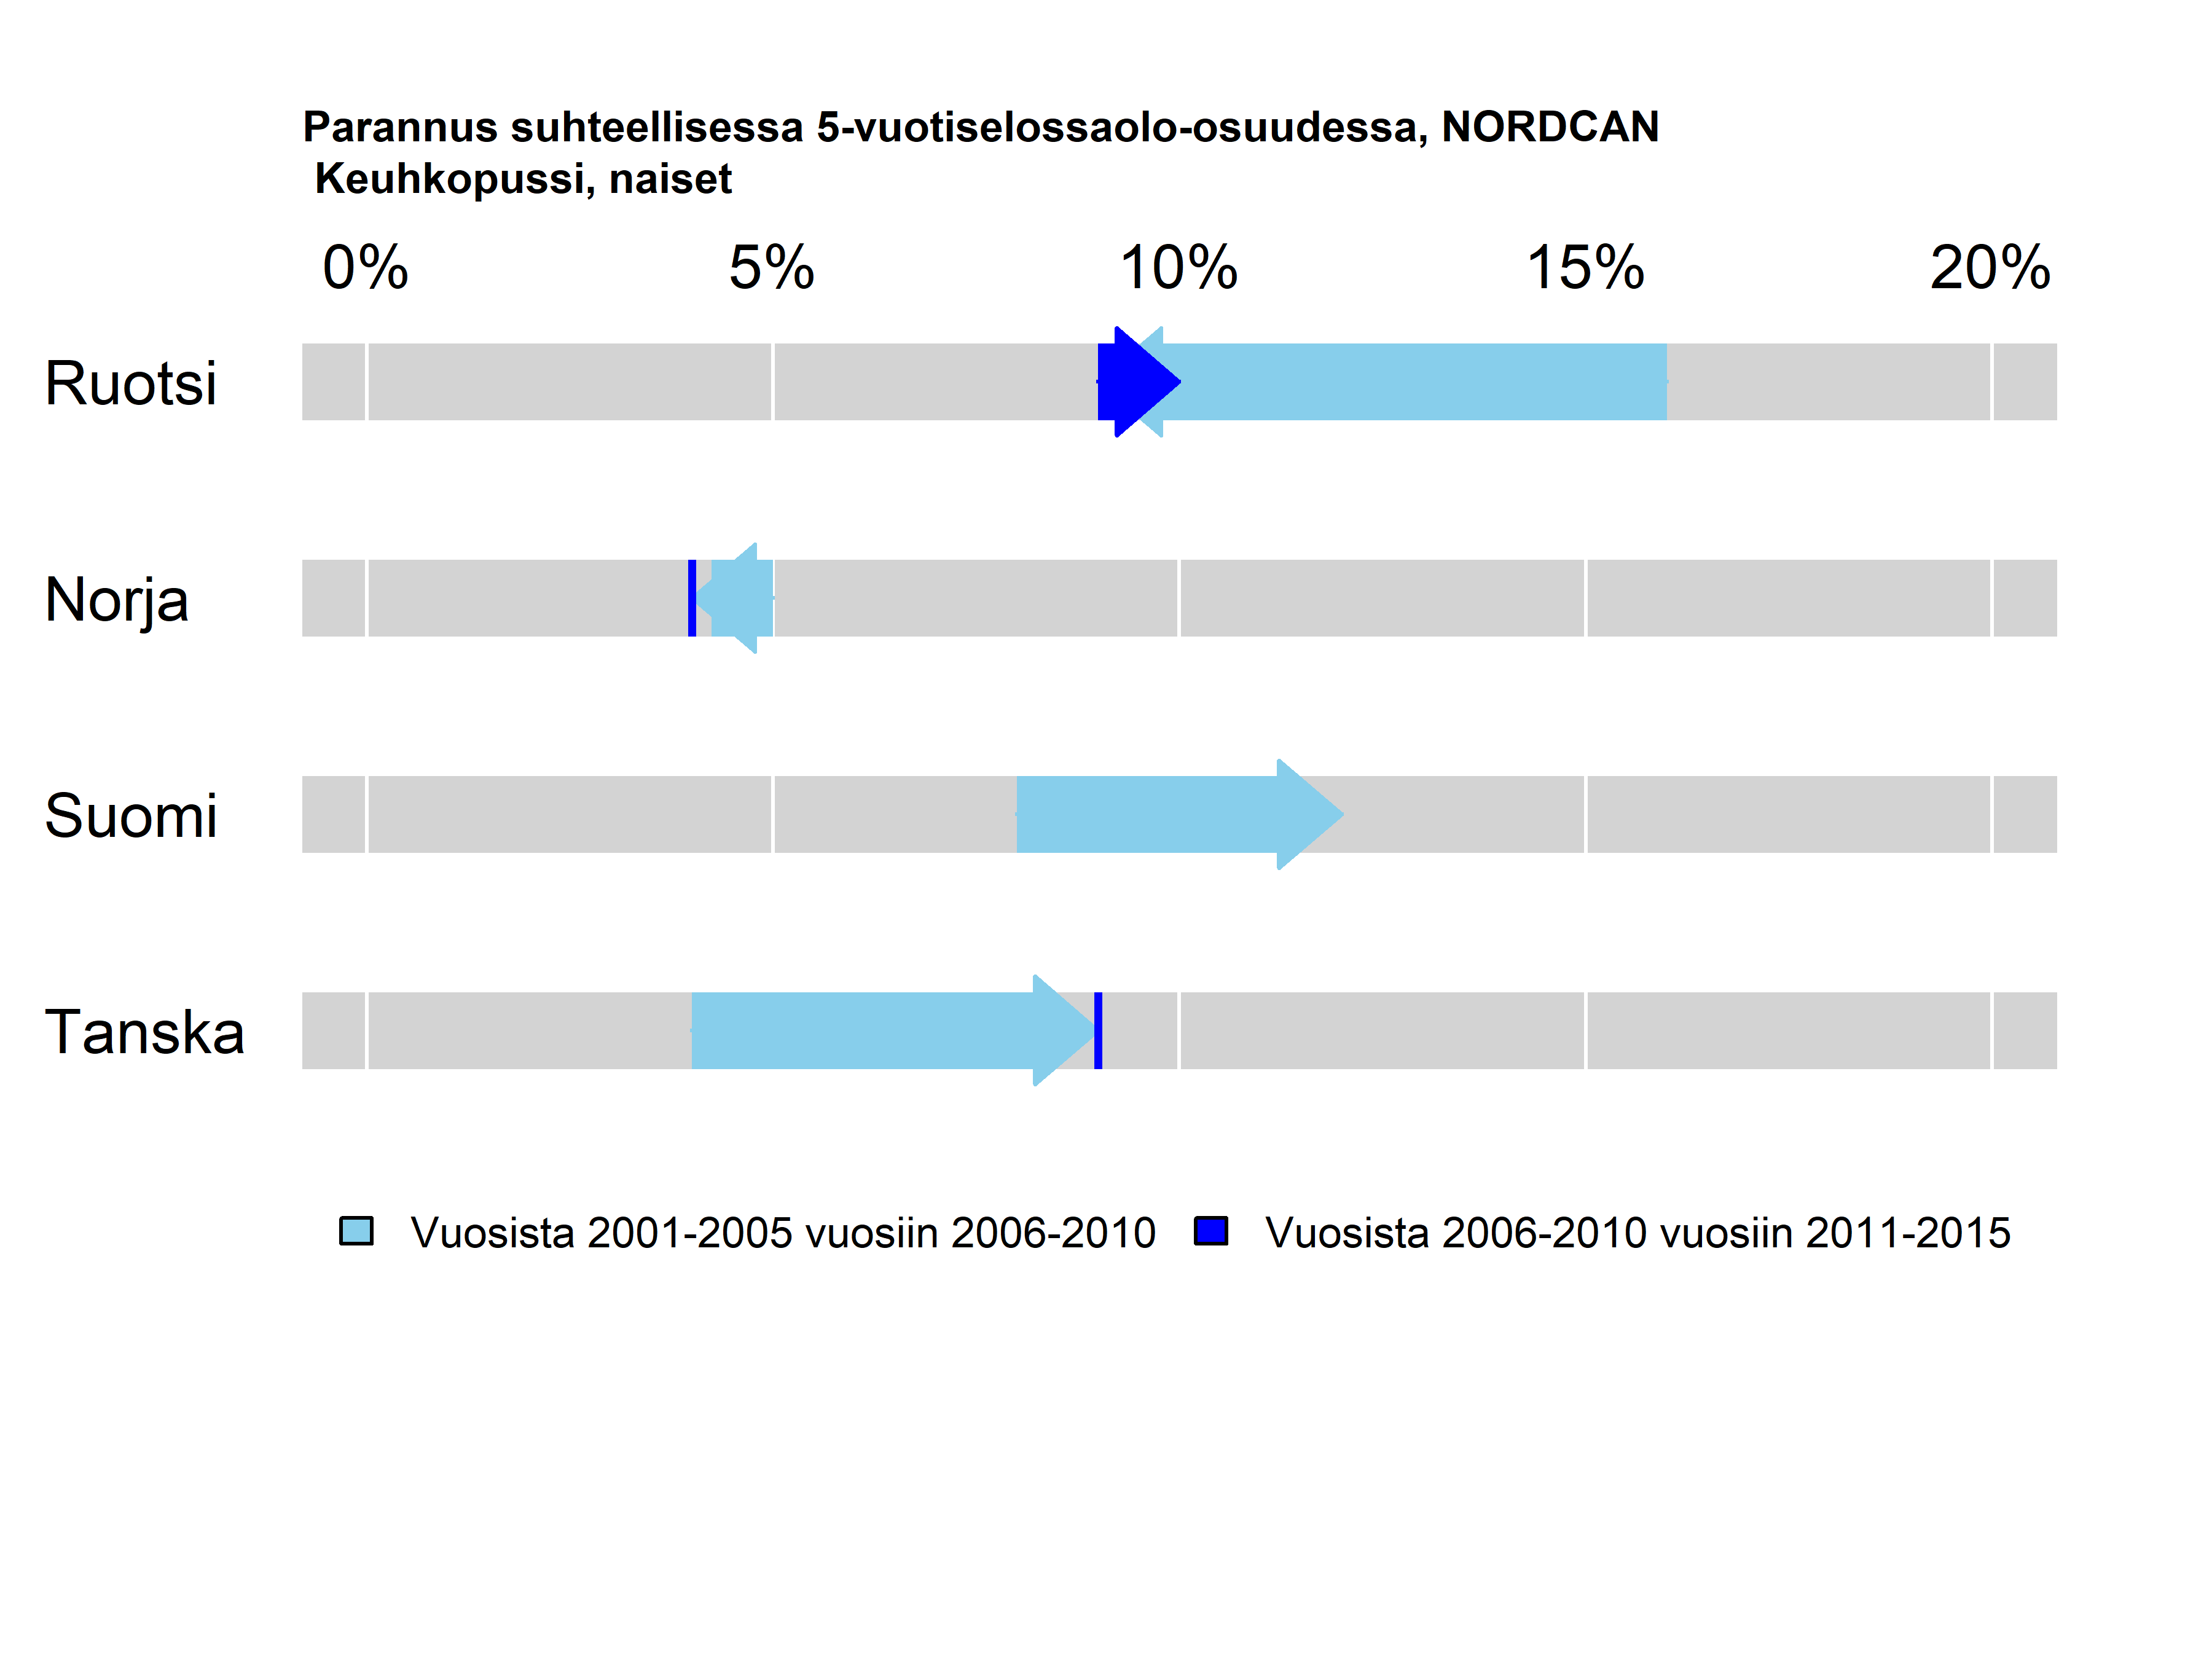 Parannus suhteellisessa 5-vuotiselossaolo-osuudessa, NORDCAN
Keuhkopussi, naiset
0% 5% 10% 15% 20%
Ruotsi
Norja
Suomi
Tanska
Vuosista 2001-2005 vuosiin 2006-2010 Vuosista 2006-2010 vuosiin 2011-2015